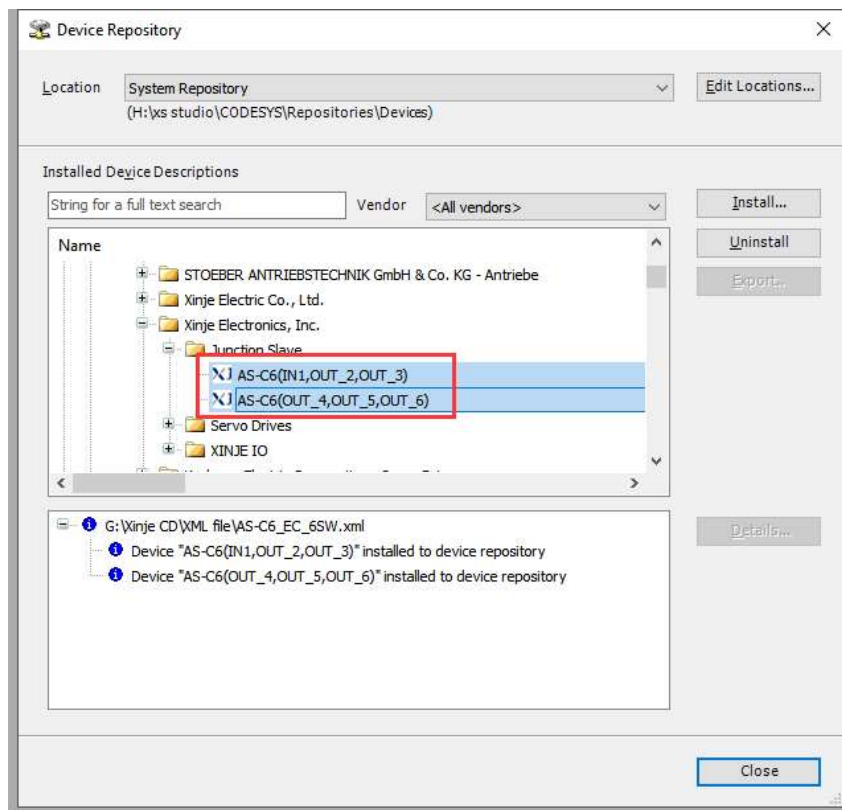 Device Repository
Location System Repository Edit Locations...
(H:\xs studio\CODESYS\Repositories\Devices)
Installed Device Descriptions
String for a full text search Vendor <All vendors> Install...
Name Uninstall
STOEBER ANTRIEBSTECHNIK GmbH & Co. KG - Antriebe Export...
Xinje Electric Co., Ltd.
Xinje Electronics, Inc.
Junction Slave
XJ AS-C6(IN1,OUT_2,OUT_3)
XJ AS-C6(OUT_4,OUT_5,OUT_6)
Servo Drives
XINJE IO
G:\Xinje CD\XML file\AS-C6_EC_6SW.xml Details...
Device "AS-C6(IN1,OUT_2,OUT_3)" installed to device repository
Device "AS-C6(OUT_4,OUT_5,OUT_6)" installed to device repository
Close